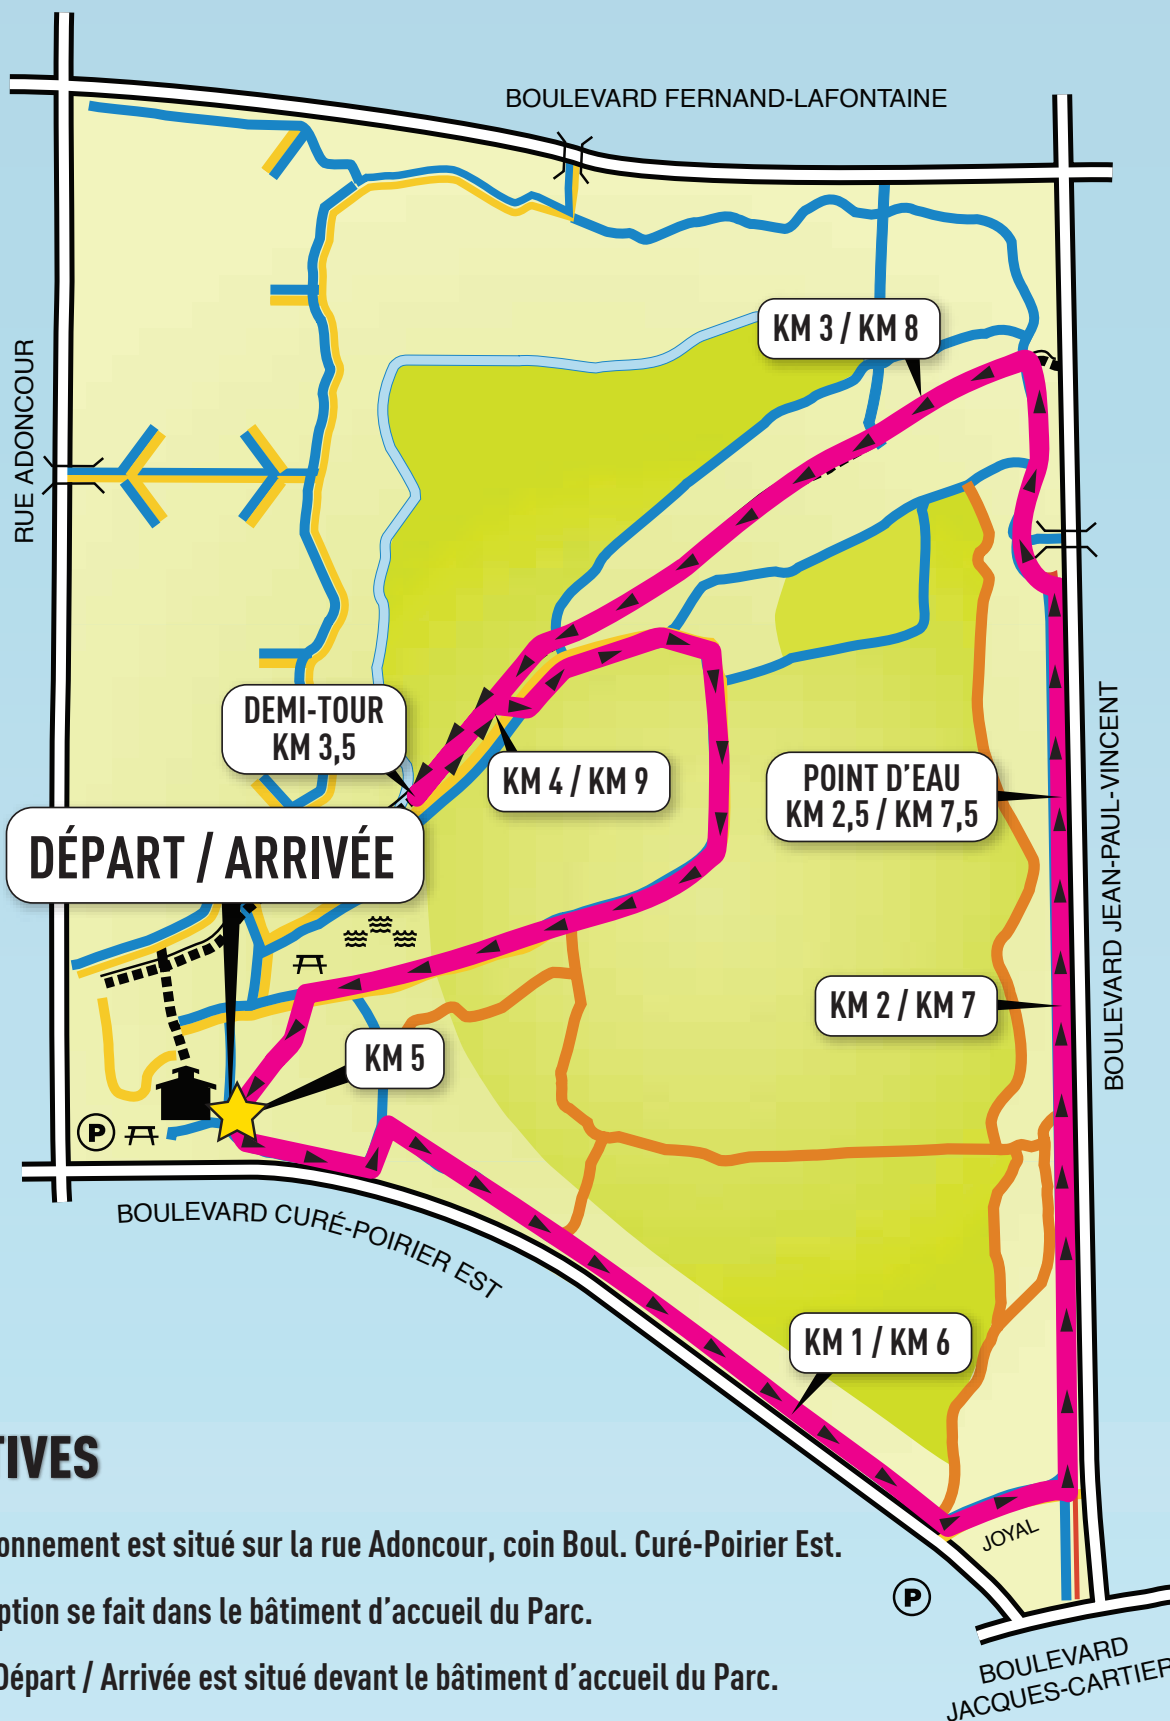 BOULEVARD FERNAND-LAFONTAINE
KM 3 / KM 8
RUE ADONCOUR
DEMI-TOUR
KM 3,5
KM 4 / KM 9
POINT D'EAU
KM 2,5 / KM 7,5
BOULEVARD JEAN-PAUL-VINCENT
DÉPART / ARRIVÉE
KM 2 / KM 7
KM 5
P
BOULEVARD CURÉ-POIRIER EST
KM 1 / KM 6
TIVES
JOYAL
onnement est situé sur la rue Adoncour, coin Boul. Curé-Poirier Est.
P
ption se fait dans le bâtiment d'accueil du Parc.
Départ / Arrivée est situé devant le bâtiment d'accueil du Parc.
BOULEVARD
JACQUES-CARTIER